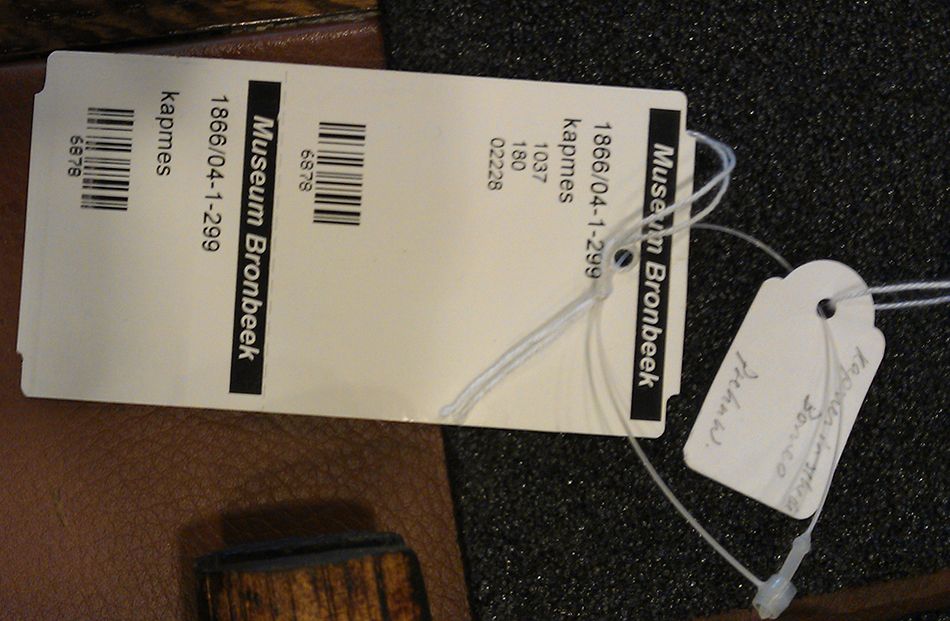 Museum Bronbeek
1866/04-1-299
kapmes
1037
180
02228
6878
Museum Bronbeek
1866/04-1-299
kapmes
6878
Borneo